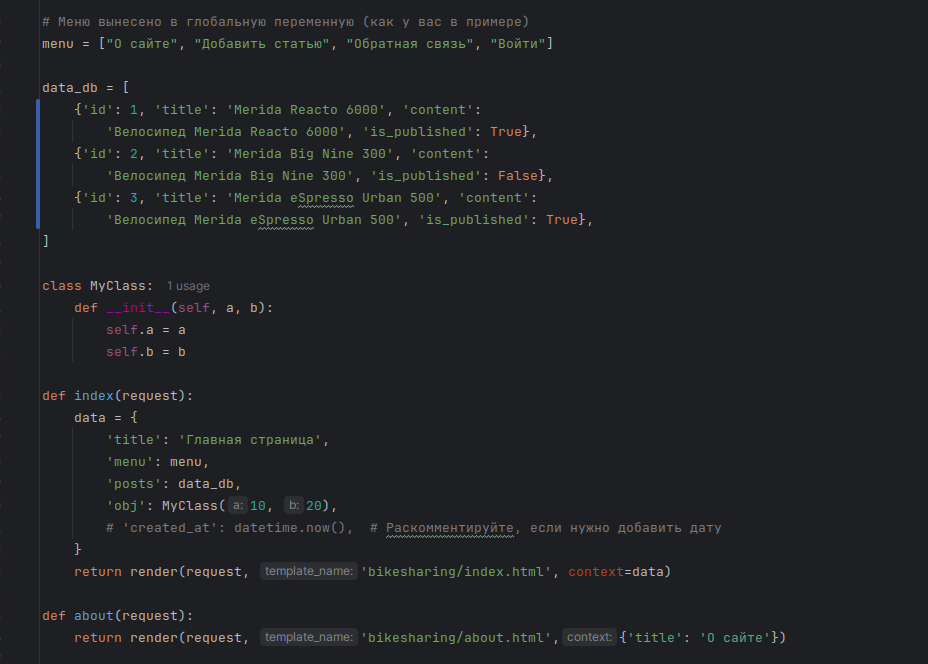 # Меню вынесено в глобальную переменную (как у вас в примере)
menu = ["О сайте", "Добавить статью", "Обратная связь", "Войти"]

data_db = [
    {'id': 1, 'title': 'Merida Reacto 6000', 'content':
        'Велосипед Merida Reacto 6000', 'is_published': True},
    {'id': 2, 'title': 'Merida Big Nine 300', 'content':
        'Велосипед Merida Big Nine 300', 'is_published': False},
    {'id': 3, 'title': 'Merida eSpresso Urban 500', 'content':
        'Велосипед Merida eSpresso Urban 500', 'is_published': True},
]

class MyClass: 1 usage
    def __init__(self, a, b):
        self.a = a
        self.b = b

def index(request):
    data = {
        'title': 'Главная страница',
        'menu': menu,
        'posts': data_db,
        'obj': MyClass( a: 10, b: 20),
        # 'created_at': datetime.now(),  # Раскомментируйте, если нужно добавить дату
    }
    return render(request, template_name: 'bikesharing/index.html', context=data)

def about(request):
    return render(request, template_name: 'bikesharing/about.html', context: {'title': 'О сайте'})